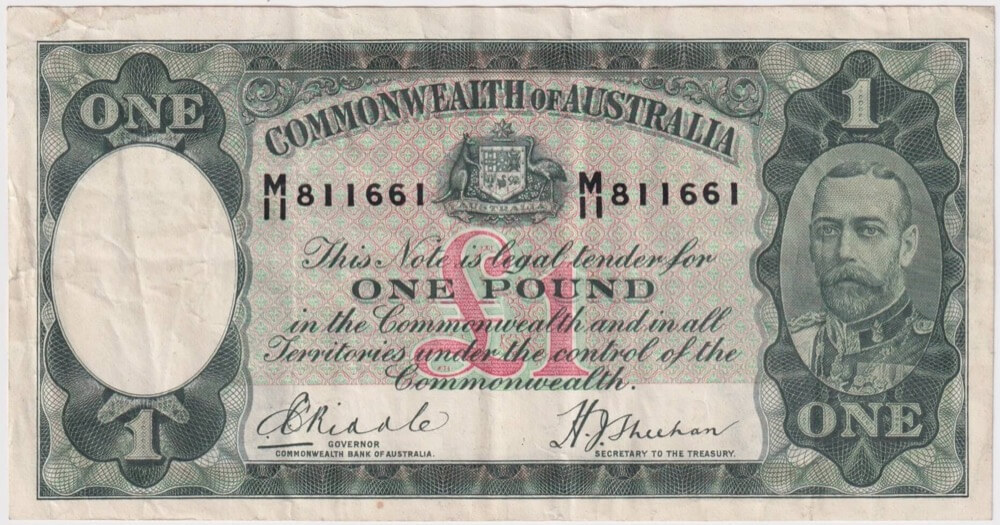 ONE
1
COMMONWEALTH OF AUSTRALIA
M/11 811661
M/11 811661
AUSTRALIA
This Note is legal tender for
ONE POUND
£1
in the Commonwealth and in all
Territories under the control of the
Commonwealth.
E Riddle
GOVERNOR
COMMONWEALTH BANK OF AUSTRALIA.
H.J. Sheehan
SECRETARY TO THE TREASURY.
1
ONE